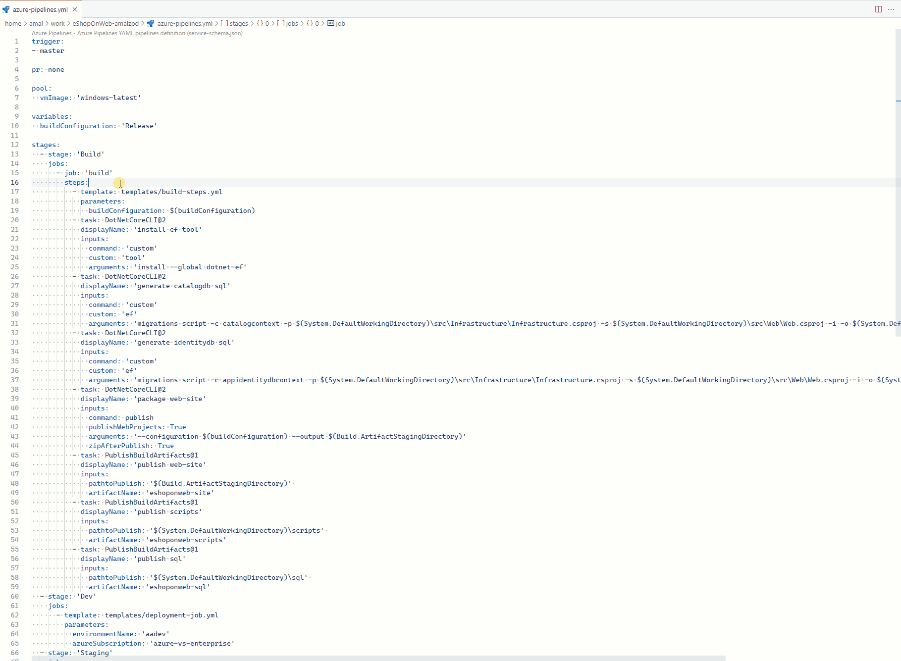 azure-pipelines.yml
home › amal › work › eShopOnWeb-amalzpd › azure-pipelines.yml › [ ] stages › {} 0 › [ ] jobs › {} 0 › job
Azure Pipelines - Azure Pipelines YAML pipelines definition (service-schema.json)
1 trigger:
2 - master
3
4 pr: none
5
6 pool:
7   vmImage: 'windows-latest'
8
9 variables:
10   buildConfiguration: 'Release'
11
12 stages:
13   - stage: 'Build'
14     jobs:
15       - job: 'build'
16         steps:
17           - template: templates/build-steps.yml
18             parameters:
19               buildConfiguration: $(buildConfiguration)
20           - task: DotNetCoreCLI@2
21             displayName: 'install-ef-tool'
22             inputs:
23               command: 'custom'
24               custom: 'tool'
25               arguments: 'install --global dotnet-ef'
26           - task: DotNetCoreCLI@2
27             displayName: 'generate-catalogdb-sql'
28             inputs:
29               command: 'custom'
30               custom: 'ef'
31               arguments: 'migrations script -c catalogcontext -p $(System.DefaultWorkingDirectory)\src\Infrastructure\Infrastructure.csproj -s $(System.DefaultWorkingDirectory)\src\Web\Web.csproj -i -o $(System.Def
32           - task: DotNetCoreCLI@2
33             displayName: 'generate-identitydb-sql'
34             inputs:
35               command: 'custom'
36               custom: 'ef'
37               arguments: 'migrations script -c appidentitydbcontext -p $(System.DefaultWorkingDirectory)\src\Infrastructure\Infrastructure.csproj -s $(System.DefaultWorkingDirectory)\src\Web\Web.csproj -i -o $(Syst
38           - task: DotNetCoreCLI@2
39             displayName: 'package-web-site'
40             inputs:
41               command: publish
42               publishWebProjects: True
43               arguments: '--configuration $(buildConfiguration) --output $(Build.ArtifactStagingDirectory)'
44               zipAfterPublish: True
45           - task: PublishBuildArtifacts@1
46             displayName: 'publish-web-site'
47             inputs:
48               pathtoPublish: '$(Build.ArtifactStagingDirectory)'
49               artifactName: 'eshoponweb-site'
50           - task: PublishBuildArtifacts@1
51             displayName: 'publish-scripts'
52             inputs:
53               pathtoPublish: '$(System.DefaultWorkingDirectory)\scripts'
54               artifactName: 'eshoponweb-scripts'
55           - task: PublishBuildArtifacts@1
56             displayName: 'publish-sql'
57             inputs:
58               pathtoPublish: '$(System.DefaultWorkingDirectory)\sql'
59               artifactName: 'eshoponweb-sql'
60   - stage: 'Dev'
61     jobs:
62       - template: templates/deployment-job.yml
63         parameters:
64           environmentName: 'aadev'
65           azureSubscription: 'azure-vs-enterprise'
66   - stage: 'Staging'